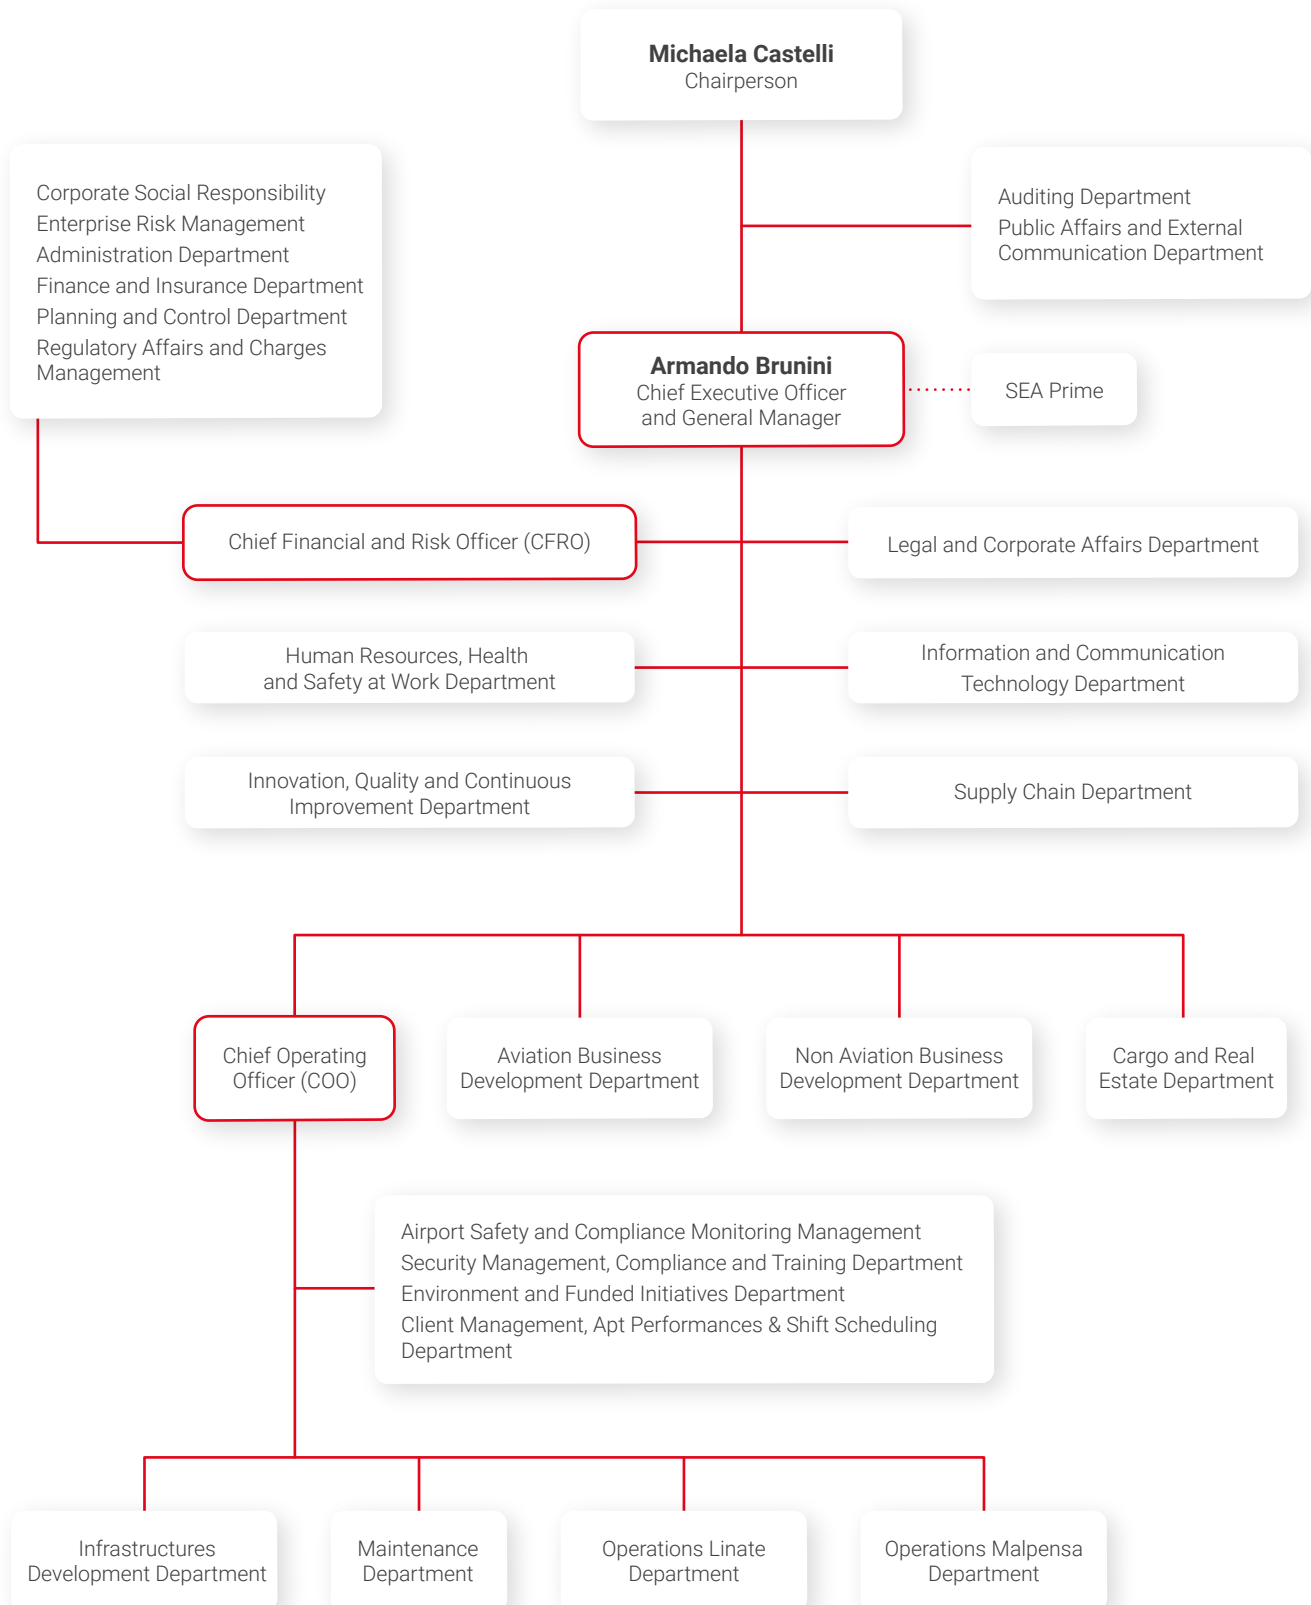 Michaela Castelli
Chairperson
Corporate Social Responsibility
Enterprise Risk Management
Administration Department
Finance and Insurance Department
Planning and Control Department
Regulatory Affairs and Charges
Management
Auditing Department
Public Affairs and External
Communication Department
Armando Brunini
Chief Executive Officer
and General Manager
SEA Prime
Chief Financial and Risk Officer (CFRO)
Legal and Corporate Affairs Department
Human Resources, Health
and Safety at Work Department
Information and Communication
Technology Department
Innovation, Quality and Continuous
Improvement Department
Supply Chain Department
Chief Operating
Officer (COO)
Aviation Business
Development Department
Non Aviation Business
Development Department
Cargo and Real
Estate Department
Airport Safety and Compliance Monitoring Management
Security Management, Compliance and Training Department
Environment and Funded Initiatives Department
Client Management, Apt Performances & Shift Scheduling
Department
Infrastructures
Development Department
Maintenance
Department
Operations Linate
Department
Operations Malpensa
Department